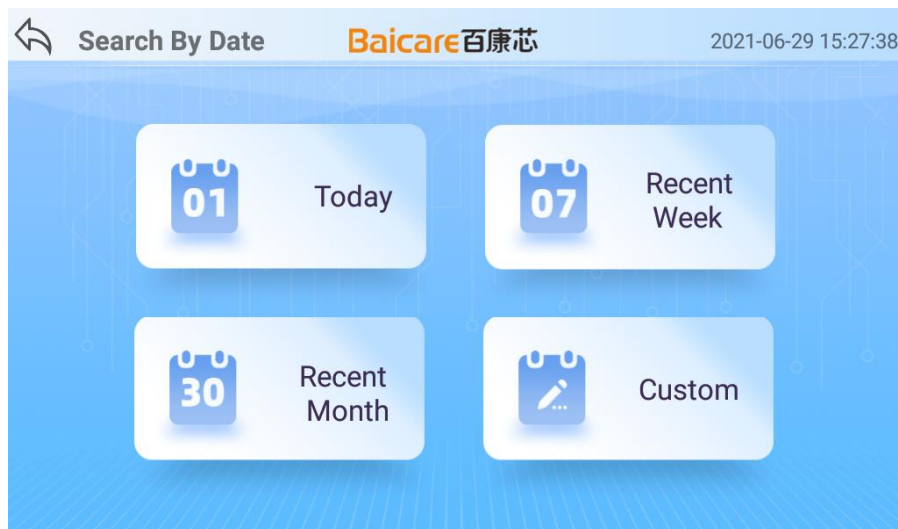 Search By Date
Baicare百康芯
2021-06-29 15:27:38
01
Today
07
Recent
Week
30
Recent
Month
Custom